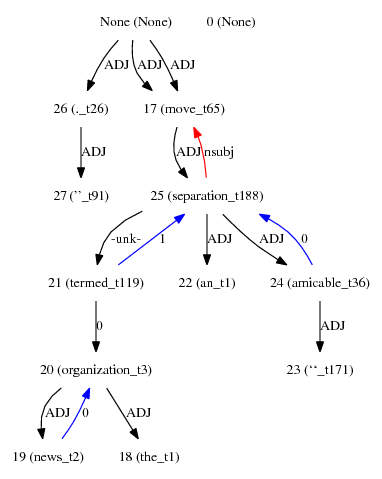 None (None) 0 (None)
ADJ ADJ ADJ
26 (._t26) 17 (move_t65)
ADJ ADJ nsubj
27 (''_t91) 25 (separation_t188)
-unk- 1 ADJ ADJ 0
21 (termed_t119) 22 (an_t1) 24 (amicable_t36)
0 ADJ
20 (organization_t3) 23 (``_t171)
ADJ 0 ADJ
19 (news_t2) 18 (the_t1)